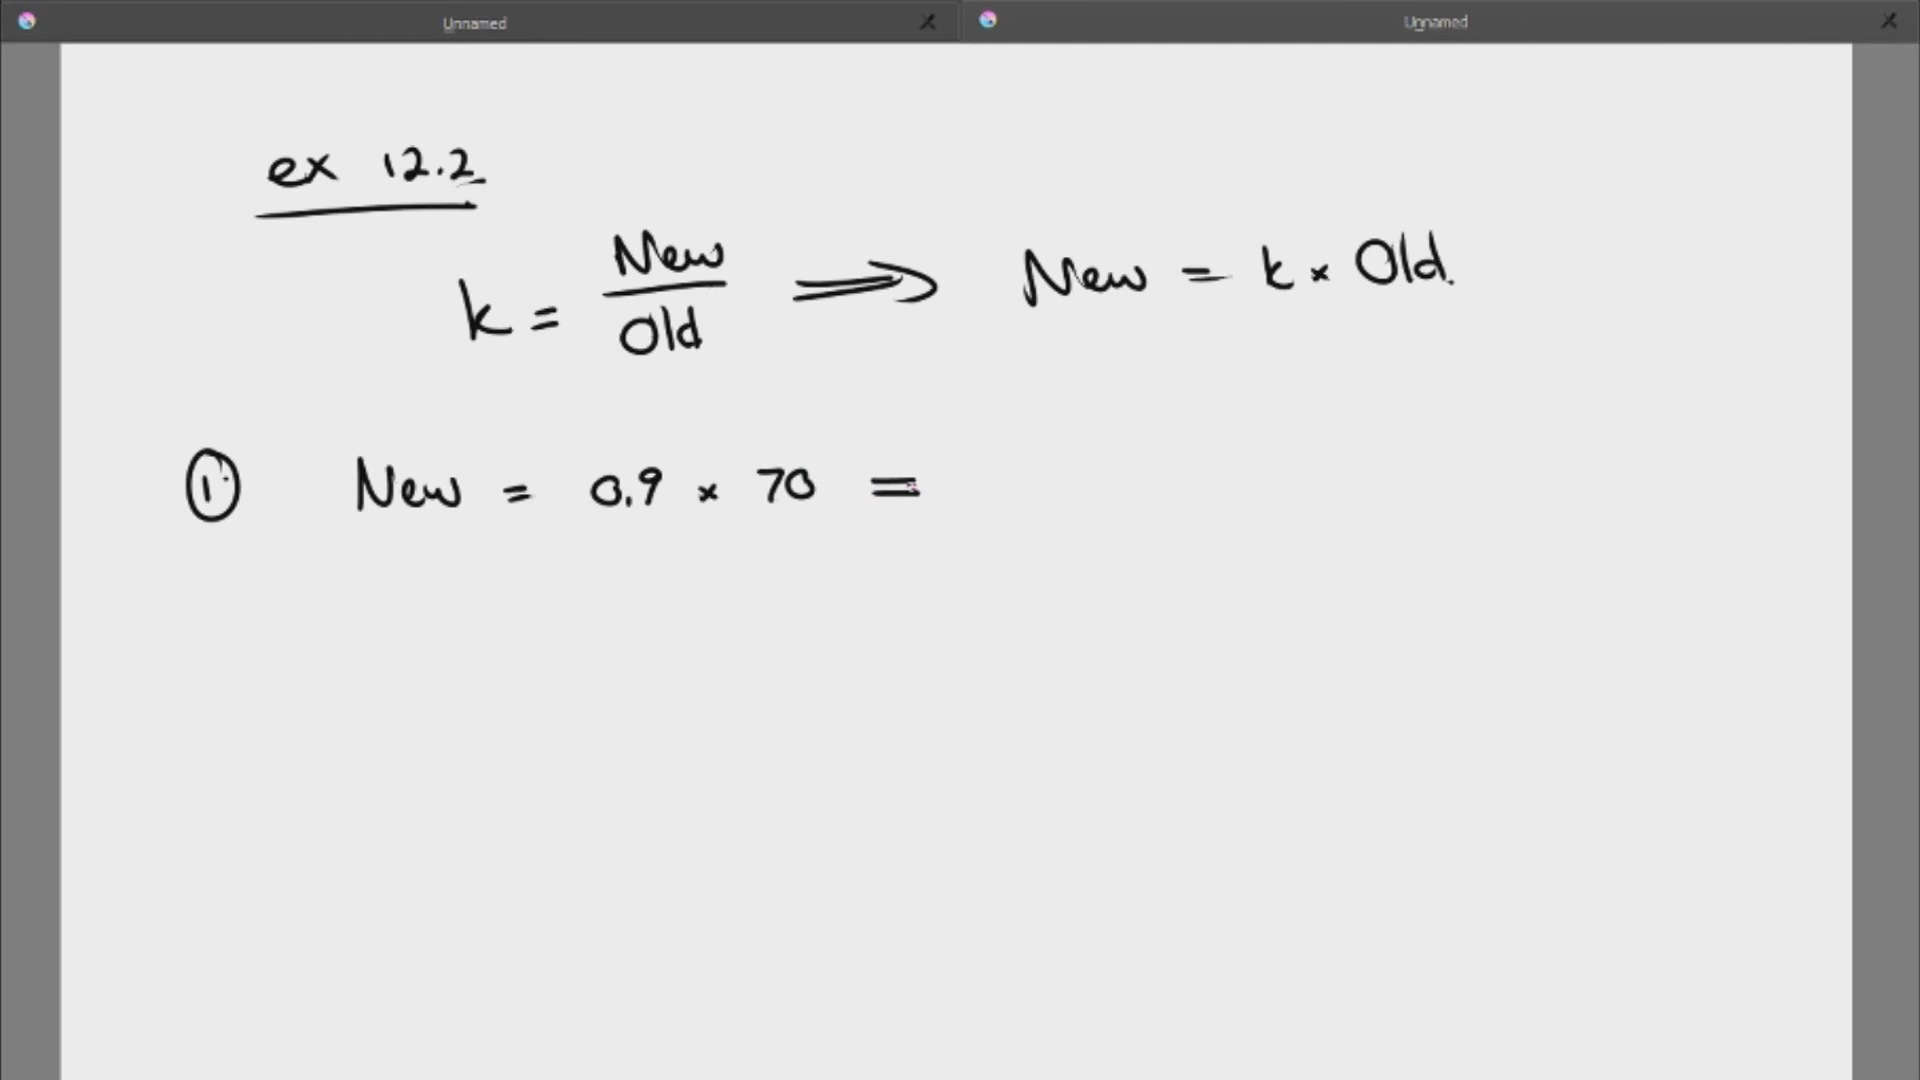 Unnamed Unnamed
ex 12.2
k = New/Old ⟹ New = k × Old.
① New = 0.9 × 70 =